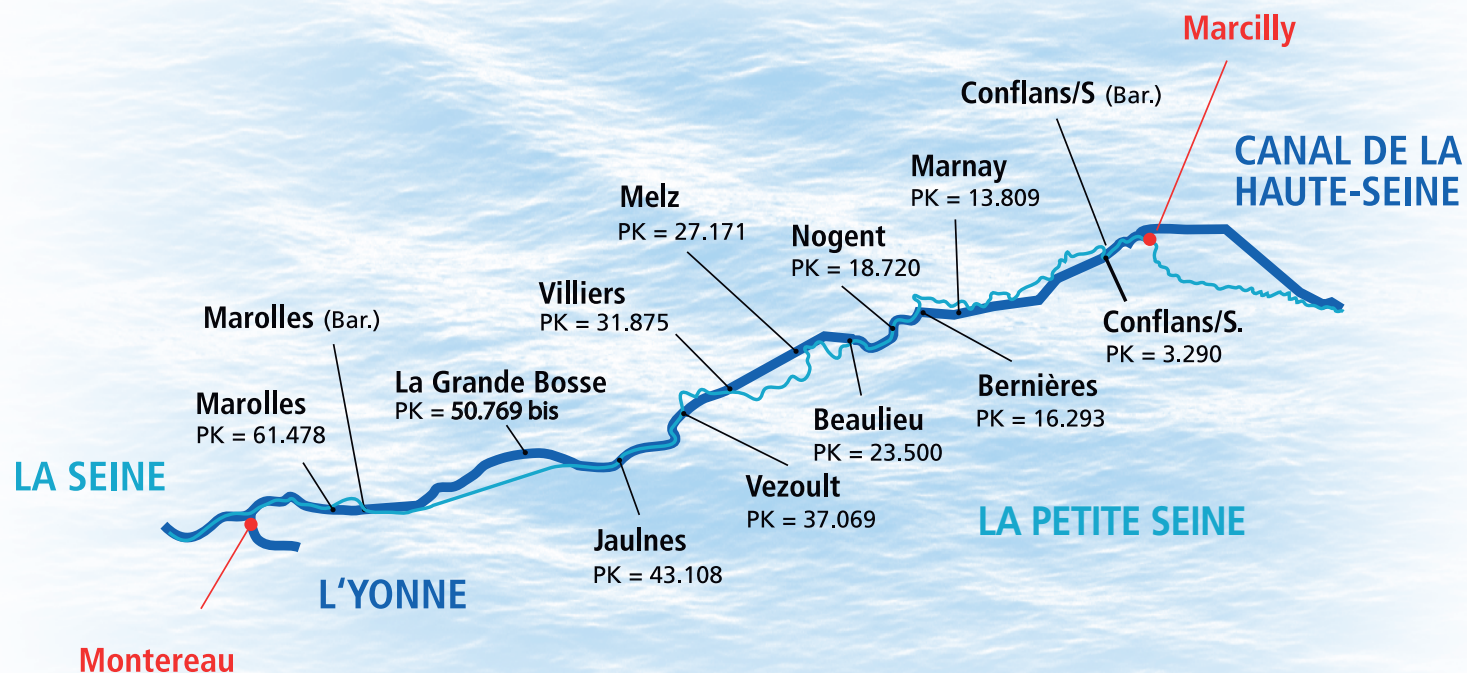 Marcilly
Conflans/S (Bar.)
CANAL DE LA
HAUTE-SEINE
Marnay
PK = 13.809
Melz
PK = 27.171
Nogent
PK = 18.720
Villiers
PK = 31.875
Marolles (Bar.)
Conflans/S.
PK = 3.290
La Grande Bosse
PK = 50.769 bis
Bernières
PK = 16.293
Marolles
PK = 61.478
Beaulieu
PK = 23.500
LA SEINE
Vezoult
PK = 37.069
LA PETITE SEINE
Jaulnes
PK = 43.108
L'YONNE
Montereau